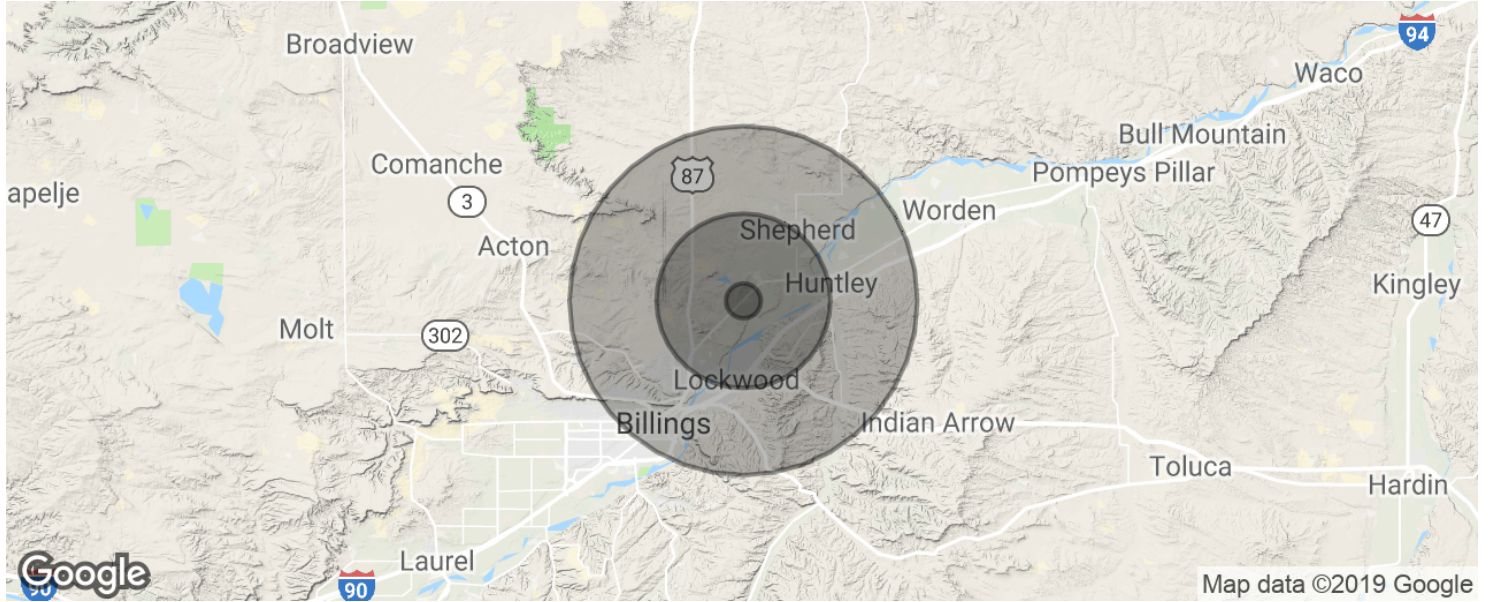 94
Broadview
Waco
Bull Mountain
Comanche
87
Pompeys Pillar
apelje
3
Worden
47
Shepherd
Acton
Huntley
Kingley
Molt
302
Lockwood
Billings
Indian Arrow
Toluca
Hardin
Laurel
Google
90
90
Map data ©2019 Google